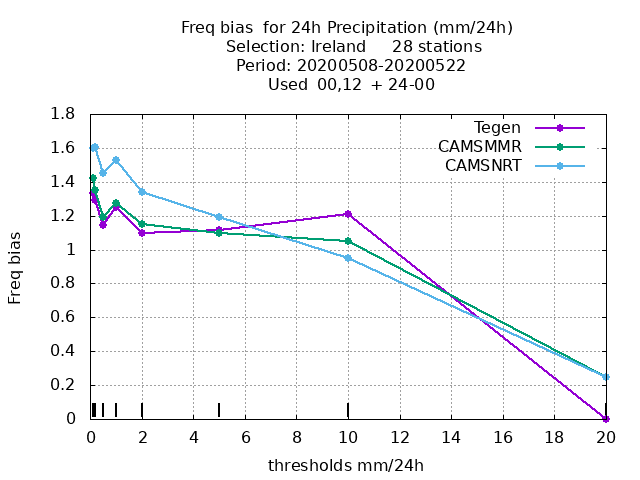 Freq bias  for 24h Precipitation (mm/24h)
Selection: Ireland     28 stations
Period: 20200508-20200522
Used  00,12  + 24-00
Tegen
CAMSMMR
CAMSNRT
1.8
1.6
1.4
1.2
1
0.8
0.6
0.4
0.2
0
Freq bias
0 2 4 6 8 10 12 14 16 18 20
thresholds mm/24h